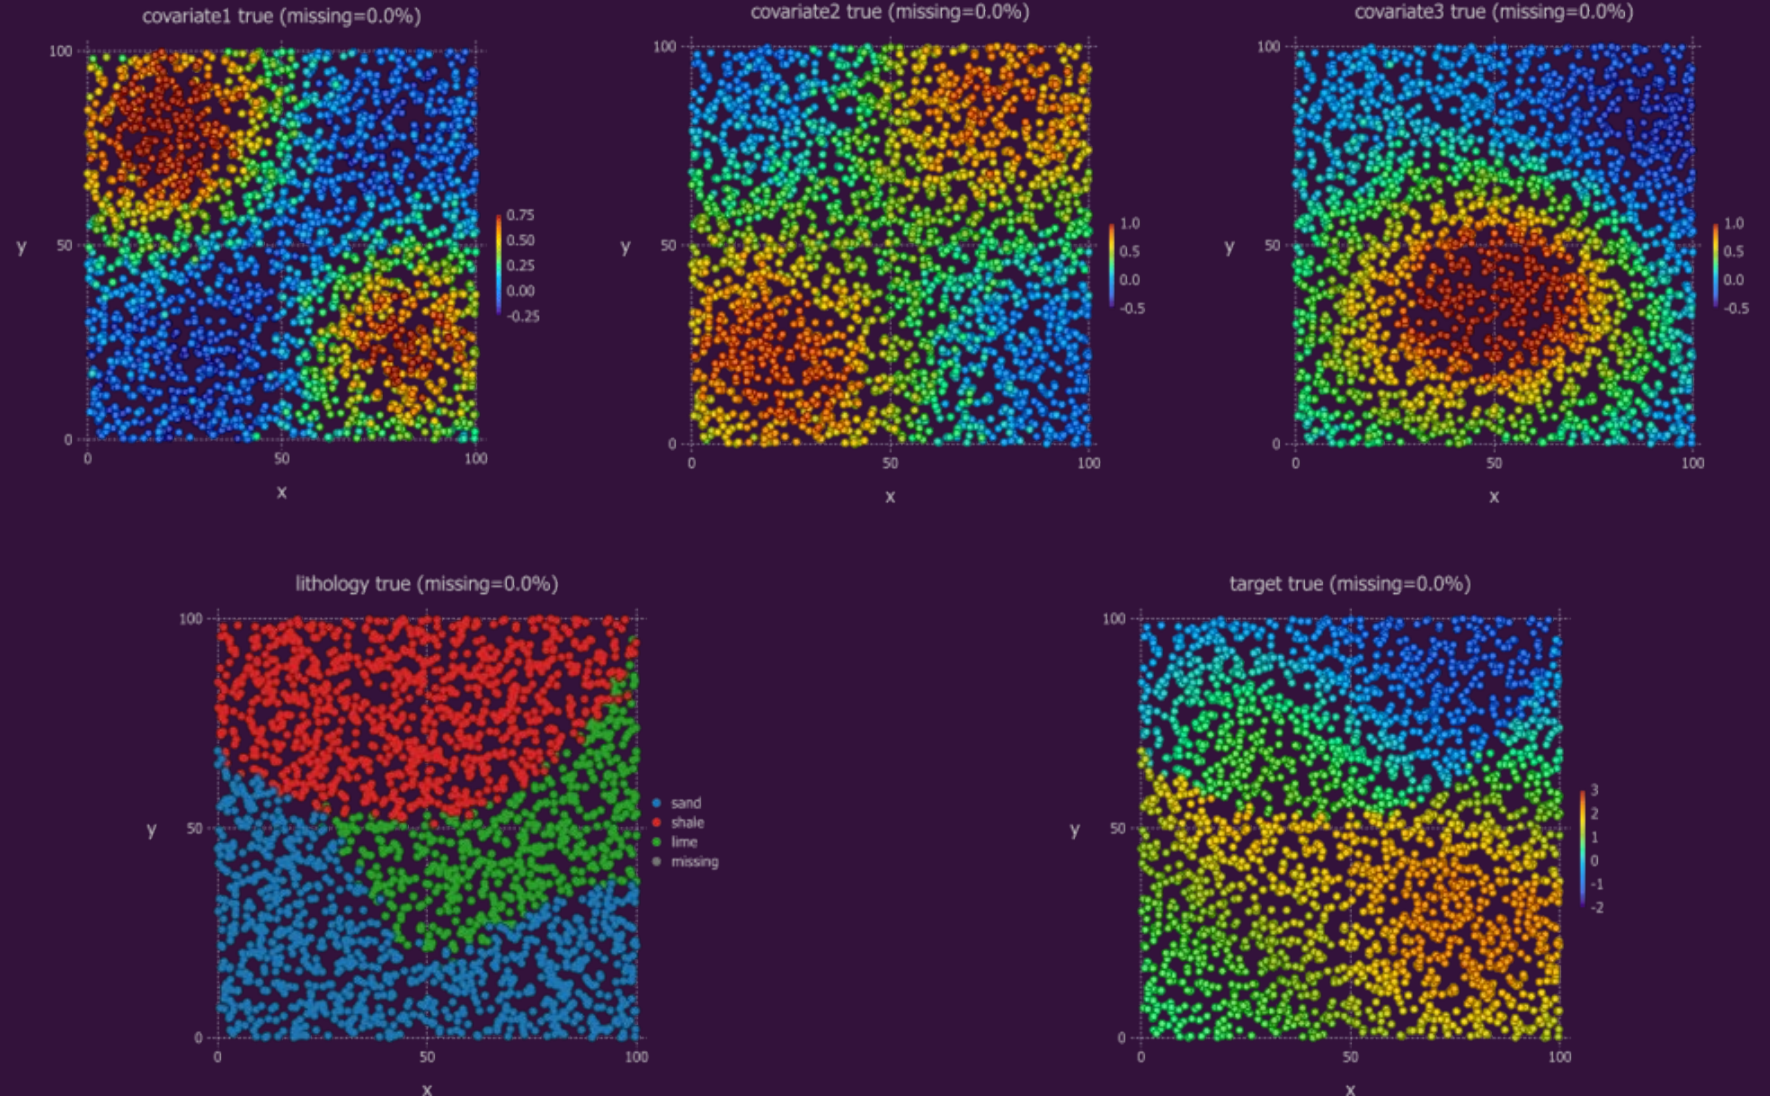 covariate1 true (missing=0.0%)
100
50
0
y
0
50
100
x
0.75
0.50
0.25
0.00
-0.25
covariate2 true (missing=0.0%)
100
50
0
y
0
50
100
x
1.0
0.5
0.0
-0.5
covariate3 true (missing=0.0%)
100
50
0
y
0
50
100
x
1.0
0.5
0.0
-0.5
lithology true (missing=0.0%)
100
50
0
y
0
50
100
x
sand
shale
lime
missing
target true (missing=0.0%)
100
50
0
y
0
50
100
x
3
2
1
0
-1
-2